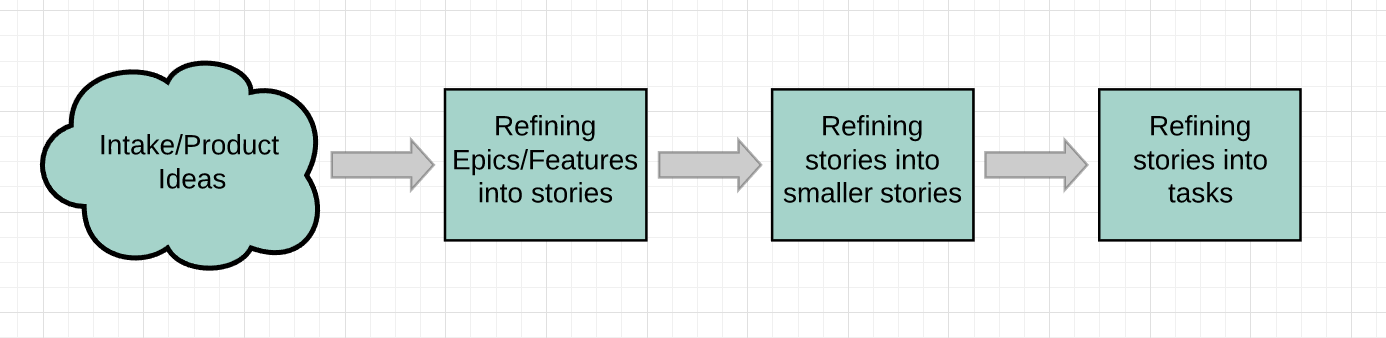 Intake/Product
Ideas
Refining
Epics/Features
into stories
Refining
stories into
smaller stories
Refining
stories into
tasks